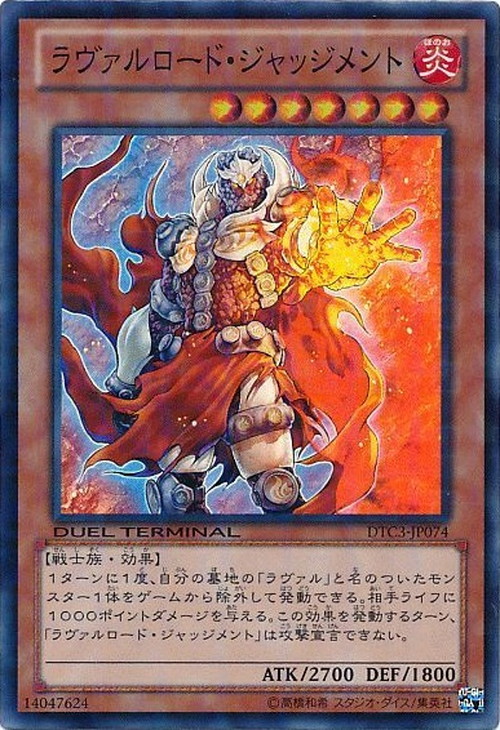 ラヴァルロード・ジャッジメント
ほのお
炎
DUEL TERMINAL
DTC3-JP074
【戦士族・効果】
1ターンに1度、自分の墓地の「ラヴァル」と名のついたモン
スター1体をゲームから除外して発動できる。相手ライフに
1000ポイントダメージを与える。この効果を発動するターン、
「ラヴァルロード・ジャッジメント」は攻撃宣言できない。
ATK/2700 DEF/1800
14047624
©高橋和希 スタジオ・ダイス/集英社